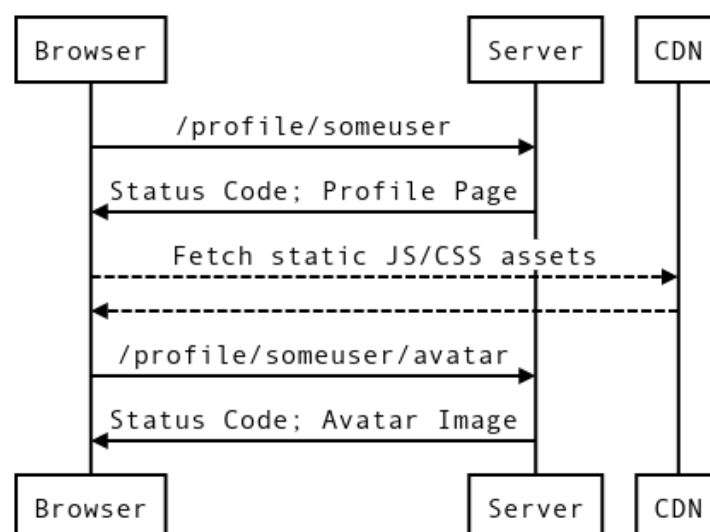 Browser Server CDN
/profile/someuser
Status Code; Profile Page
Fetch static JS/CSS assets
/profile/someuser/avatar
Status Code; Avatar Image
Browser Server CDN